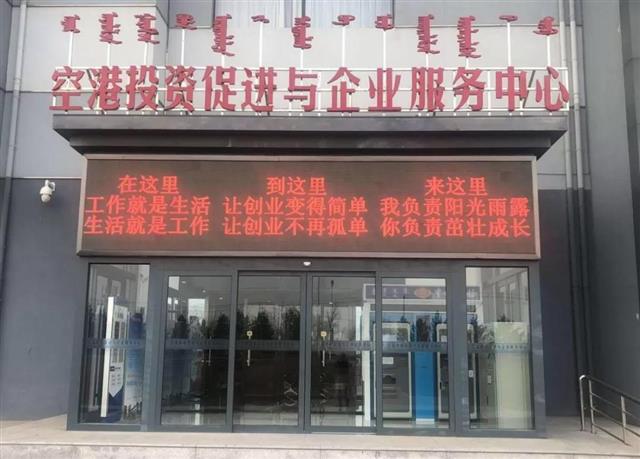 空港投资促进与企业服务中心
在这里 到这里 来这里
工作就是生活 让创业变得简单 我负责阳光雨露
生活就是工作 让创业不再孤单 你负责茁壮成长